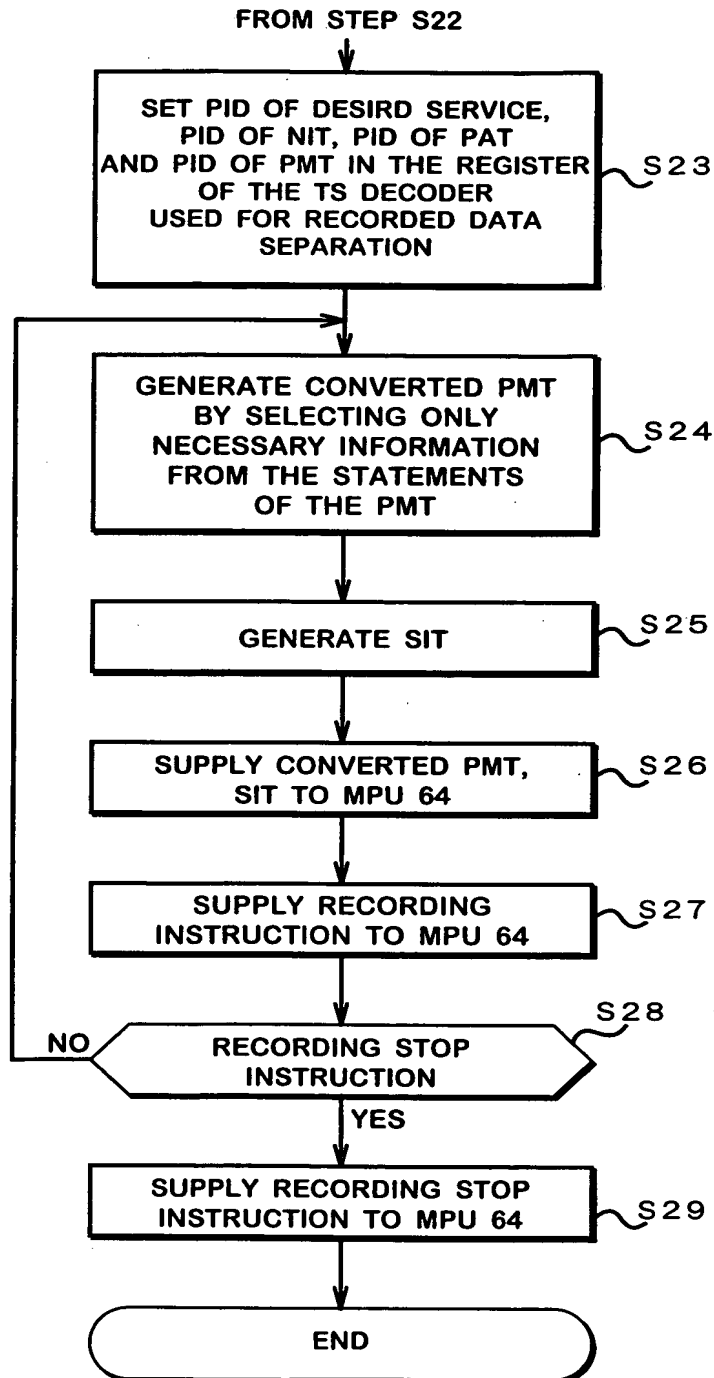 FROM STEP S22
SET PID OF DESIRD SERVICE,
PID OF NIT, PID OF PAT
AND PID OF PMT IN THE REGISTER
OF THE TS DECODER
USED FOR RECORDED DATA
SEPARATION
S23
GENERATE CONVERTED PMT
BY SELECTING ONLY
NECESSARY INFORMATION
FROM THE STATEMENTS
OF THE PMT
S24
GENERATE SIT
S25
SUPPLY CONVERTED PMT,
SIT TO MPU 64
S26
SUPPLY RECORDING
INSTRUCTION TO MPU 64
S27
S28
NO
RECORDING STOP
INSTRUCTION
YES
SUPPLY RECORDING STOP
INSTRUCTION TO MPU 64
S29
END